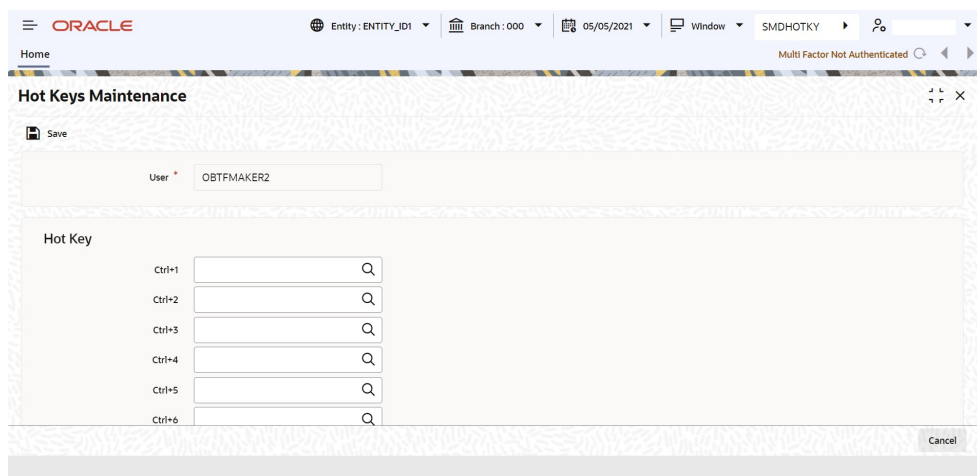 ORACLE
Entity : ENTITY_ID1 Branch : 000 05/05/2021 Window SMDHOTKY
Home Multi Factor Not Authenticated
Hot Keys Maintenance
Save
User * OBTFMAKER2
Hot Key
Ctrl+1
Ctrl+2
Ctrl+3
Ctrl+4
Ctrl+5
Ctrl+6
Cancel